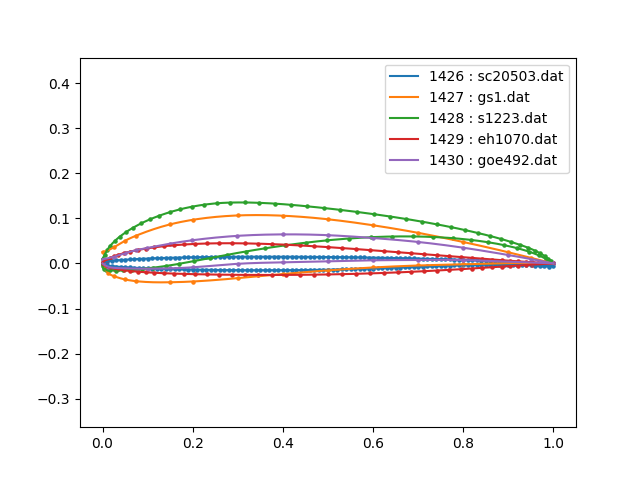 1426 : sc20503.dat
1427 : gs1.dat
1428 : s1223.dat
1429 : eh1070.dat
1430 : goe492.dat
0.4
0.3
0.2
0.1
0.0
−0.1
−0.2
−0.3
0.0 0.2 0.4 0.6 0.8 1.0